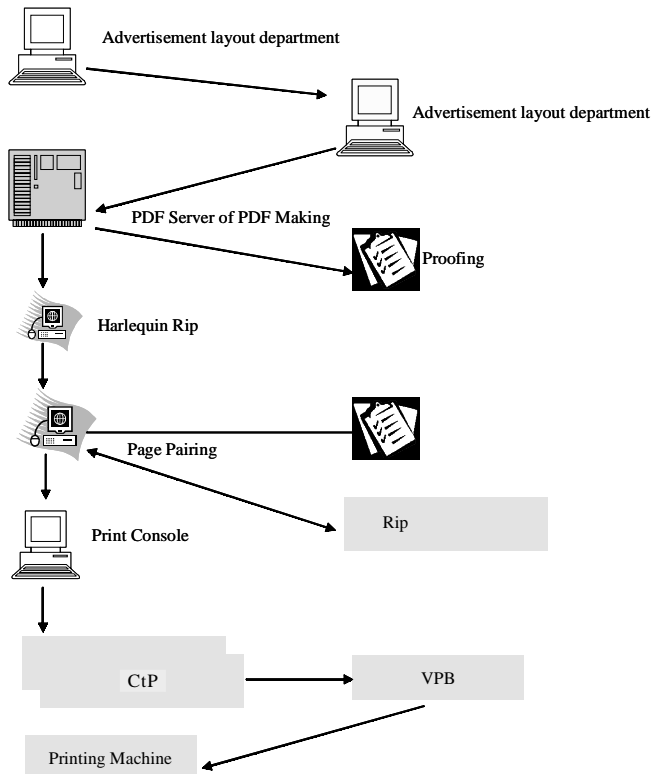 Advertisement layout department
Advertisement layout department
PDF Server of PDF Making
Proofing
Harlequin Rip
Page Pairing
Rip
Print Console
CtP
VPB
Printing Machine